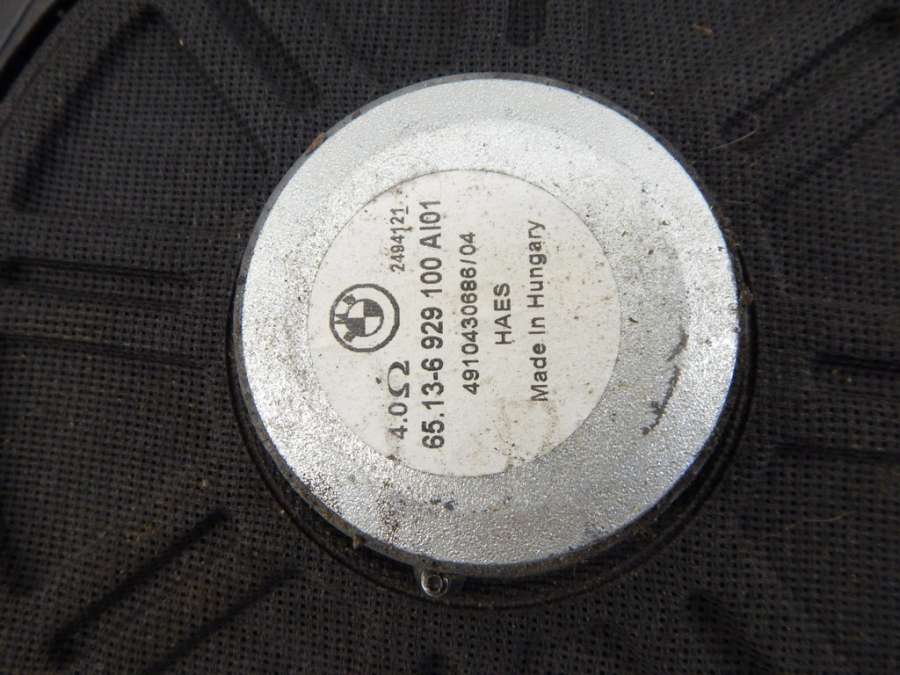 2494121
4.0Ω
65.13-6 929 100 AI01
4910430686/04
HAES
Made In Hungary